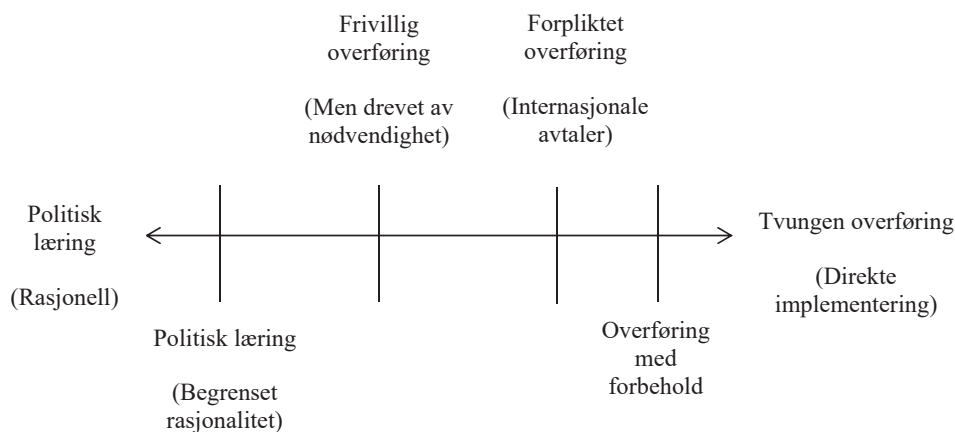 Frivillig
overføring
(Men drevet av
nødvendighet)
Forpliktet
overføring
(Internasjonale
avtaler)
Politisk
læring
(Rasjonell)
Tvungen overføring
(Direkte
implementering)
Politisk læring
(Begrenset
rasjonalitet)
Overføring
med
forbehold